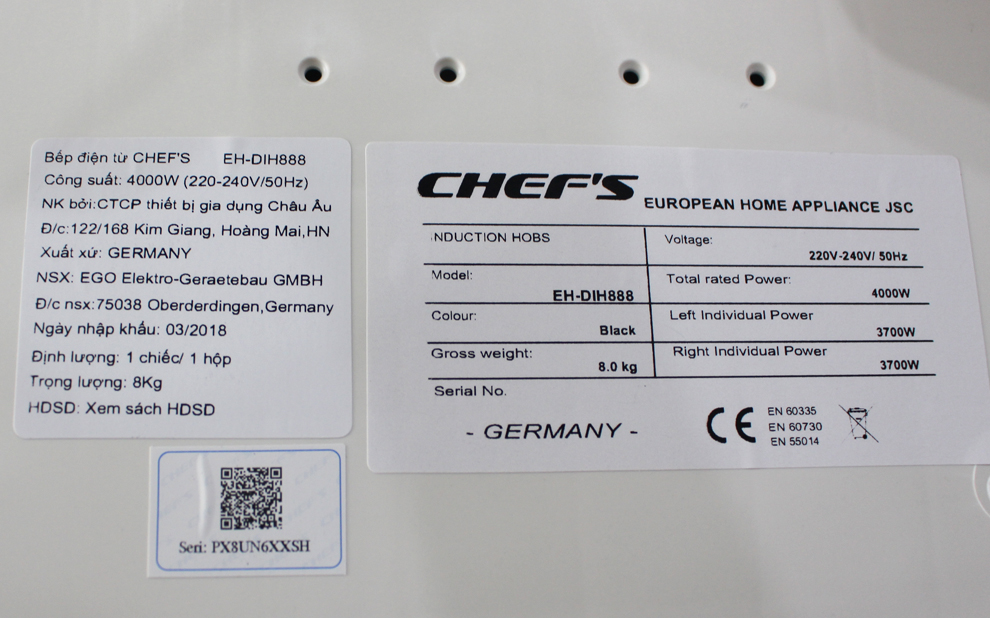 Bếp điện từ CHEF'S EH-DIH888
Công suất: 4000W (220-240V/50Hz)
NK bởi:CTCP thiết bị gia dụng Châu Âu
Đ/c:122/168 Kim Giang, Hoàng Mai,HN
Xuất xứ: GERMANY
NSX: EGO Elektro-Geraetebau GMBH
Đ/c nsx:75038 Oberderdingen,Germany
Ngày nhập khẩu: 03/2018
Định lượng: 1 chiếc/ 1 hộp
Trọng lượng: 8Kg
HDSD: Xem sách HDSD
Seri: PX8UN6XXSH
CHEF'S EUROPEAN HOME APPLIANCE JSC
INDUCTION HOBS
Model:
EH-DIH888
Colour:
Black
Gross weight:
8.0 kg
Voltage:
220V-240V/ 50Hz
Total rated Power:
4000W
Left Individual Power
3700W
Right Individual Power
3700W
Serial No.
- GERMANY -
CE
EN 60335
EN 60730
EN 55014